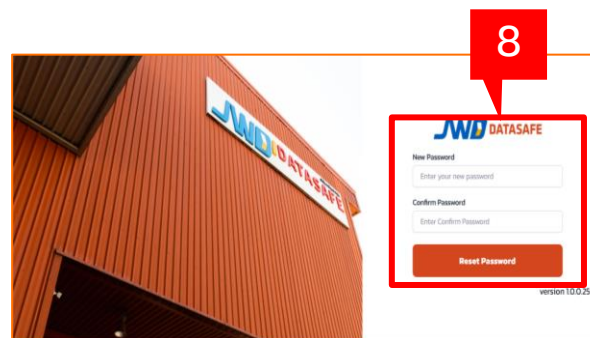 8
JWD DATASAFE
JWD DATASAFE
New Password
Enter your new password
Confirm Password
Enter Confirm Password
Reset Password
version 1.0.0.25